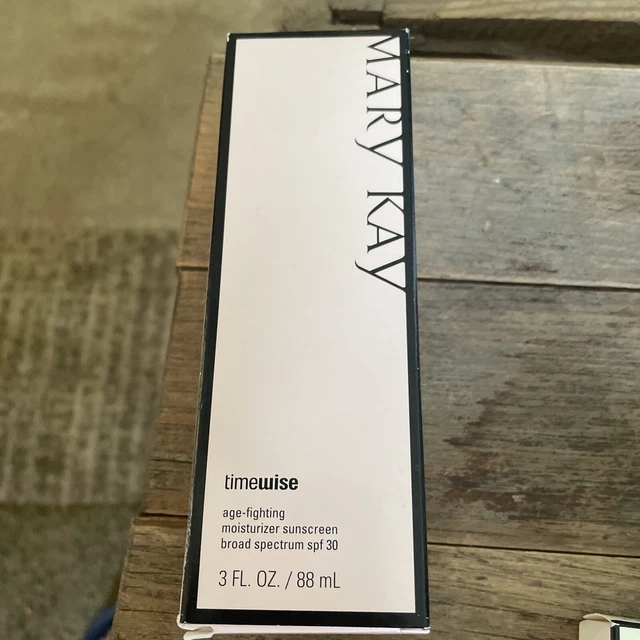 MARY KAY
timewise
age-fighting
moisturizer sunscreen
broad spectrum spf 30
3 FL. OZ. / 88 mL